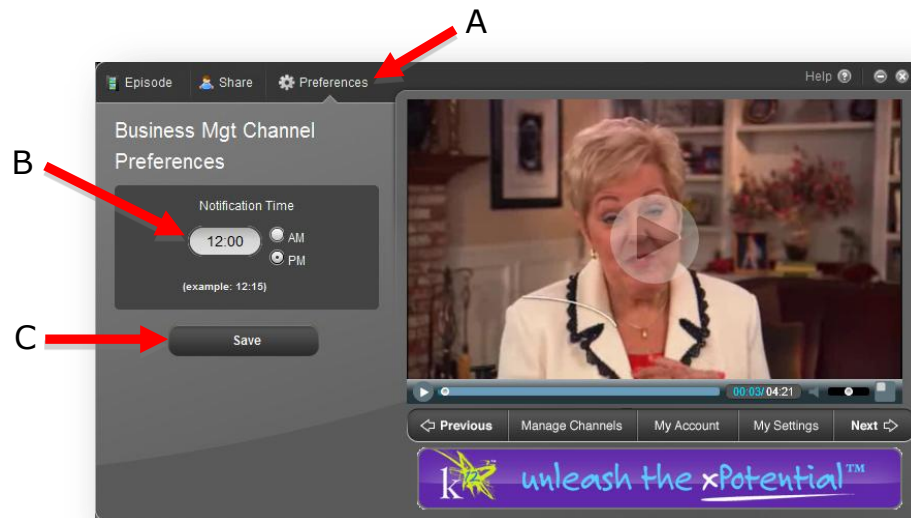 A
Episode Share Preferences Help ?
Business Mgt Channel
Preferences
B
Notification Time
12:00 AM
PM
(example: 12:15)
C
Save
00:03/04:21
Previous Manage Channels My Account My Settings Next
k12 unleash the xPotential™